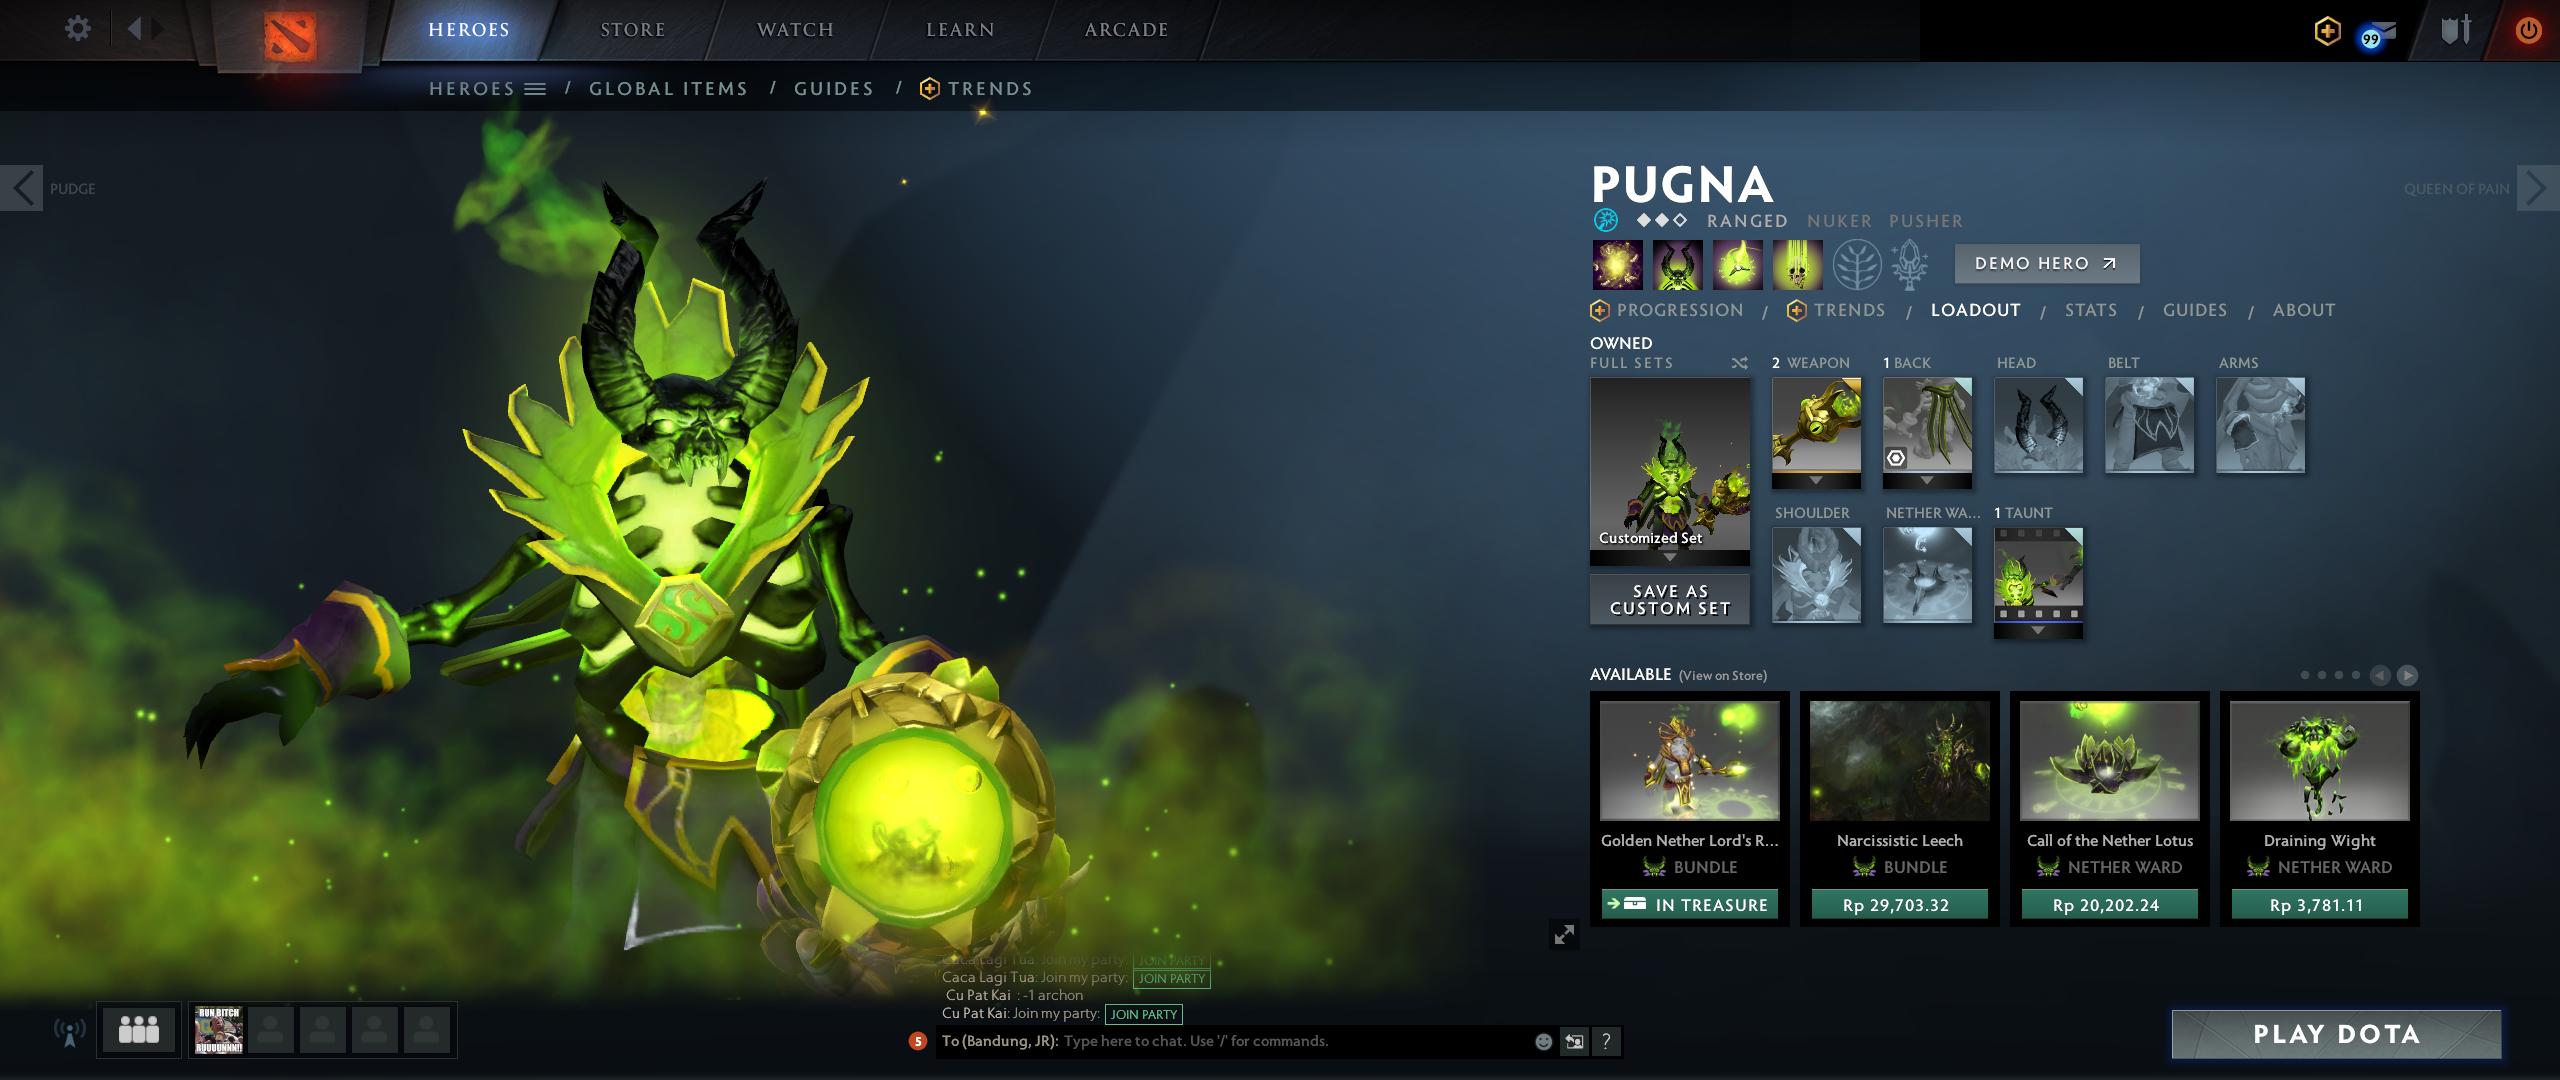 HEROES STORE WATCH LEARN ARCADE
99
HEROES / GLOBAL ITEMS / GUIDES / TRENDS
PUDGE
QUEEN OF PAIN
PUGNA
RANGED NUKER PUSHER
DEMO HERO
PROGRESSION / TRENDS / LOADOUT / STATS / GUIDES / ABOUT
OWNED
FULL SETS
2 WEAPON
1 BACK
HEAD
BELT
ARMS
Customized Set
SAVE AS
CUSTOM SET
SHOULDER
NETHER WA...
1 TAUNT
AVAILABLE (View on Store)
Golden Nether Lord's R...
BUNDLE
IN TREASURE
Narcissistic Leech
BUNDLE
Rp 29,703.32
Call of the Nether Lotus
NETHER WARD
Rp 20,202.24
Draining Wight
NETHER WARD
Rp 3,781.11
Caca Lagi Tua: Join my party: JOIN PARTY
Caca Lagi Tua: Join my party: JOIN PARTY
Cu Pat Kai : -1 archon
Cu Pat Kai: Join my party: JOIN PARTY
5 To (Bandung, JR): Type here to chat. Use '/' for commands.
?
RUN BITCH
RUUUUNNN!!
PLAY DOTA